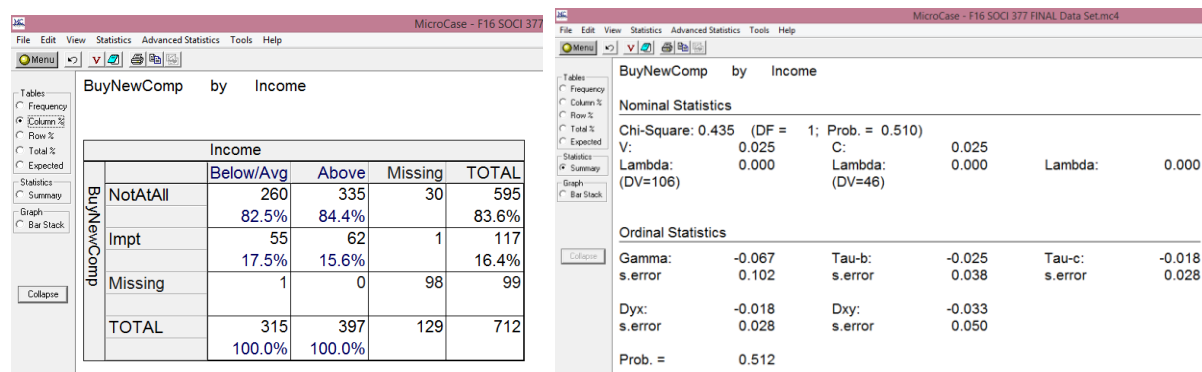 MicroCase - F16 SOCI 377
File Edit View Statistics Advanced Statistics Tools Help
Menu
Tables
Frequency
Column %
Row %
Total %
Expected
Statistics
Summary
Graph
Bar Stack
Collapse
BuyNewComp by Income
Income
Below/Avg Above Missing TOTAL
BuyNewComp
NotAtAll 260 335 30 595
82.5% 84.4% 83.6%
Impt 55 62 1 117
17.5% 15.6% 16.4%
Missing 1 0 98 99
TOTAL 315 397 129 712
100.0% 100.0%
MicroCase - F16 SOCI 377 FINAL Data Set.mc4
File Edit View Statistics Advanced Statistics Tools Help
Menu
Tables
Frequency
Column %
Row %
Total %
Expected
Statistics
Summary
Graph
Bar Stack
Collapse
BuyNewComp by Income
Nominal Statistics
Chi-Square: 0.435 (DF = 1; Prob. = 0.510)
V: 0.025 C: 0.025
Lambda: 0.000 Lambda: 0.000 Lambda: 0.000
(DV=106) (DV=46)
Ordinal Statistics
Gamma: -0.067 Tau-b: -0.025 Tau-c: -0.018
s.error 0.102 s.error 0.038 s.error 0.028
Dyx: -0.018 Dxy: -0.033
s.error 0.028 s.error 0.050
Prob. = 0.512